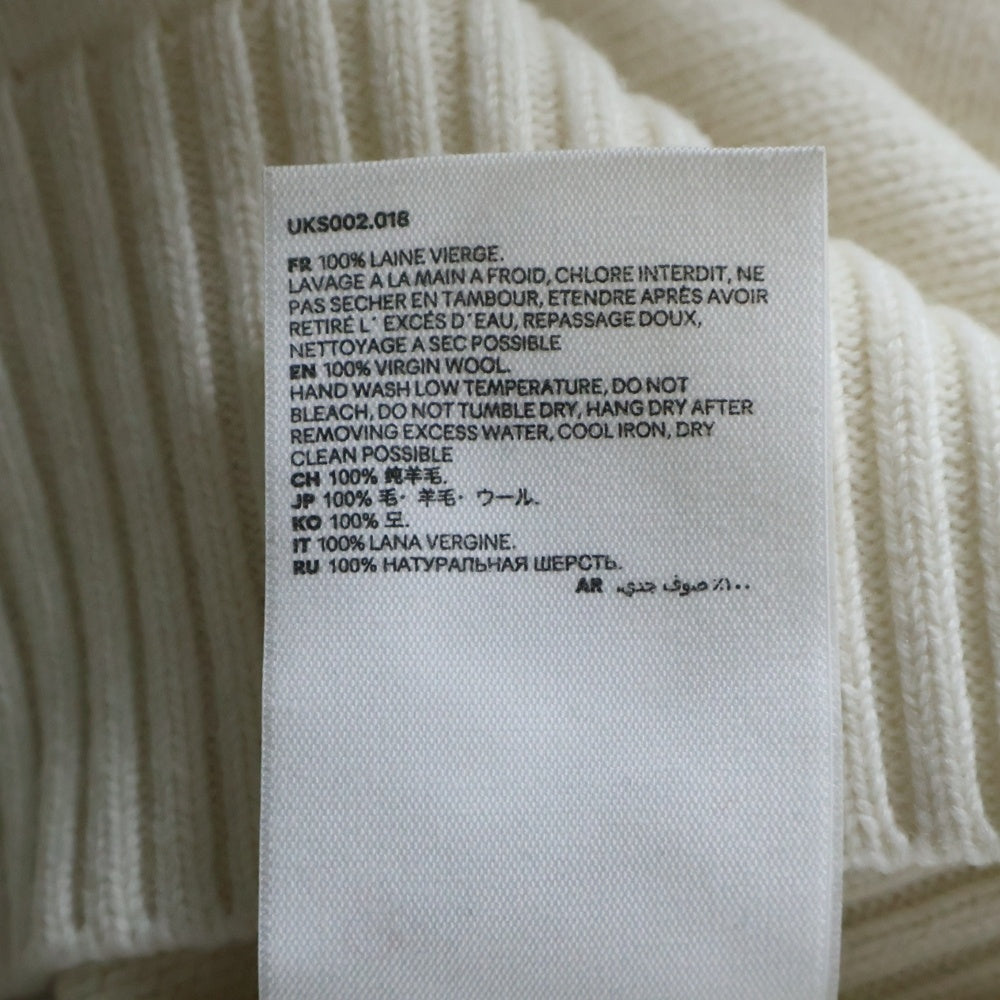 UKS002.018
FR 100% LAINE VIERGE.
LAVAGE A LA MAIN A FROID, CHLORE INTERDIT, NE
PAS SECHER EN TAMBOUR, ETENDRE APRÈS AVOIR
RETIRÉ L' EXCÉS D'EAU, REPASSAGE DOUX,
NETTOYAGE A SEC POSSIBLE
EN 100% VIRGIN WOOL.
HAND WASH LOW TEMPERATURE, DO NOT
BLEACH, DO NOT TUMBLE DRY, HANG DRY AFTER
REMOVING EXCESS WATER, COOL IRON, DRY
CLEAN POSSIBLE
CH 100% 純羊毛.
JP 100% 毛・ 羊毛・ ウール.
KO 100% 모.
IT 100% LANA VERGINE.
RU 100% НАТУРАЛЬНАЯ ШЕРСТЬ.
AR ١٠٠٪ صوف جدي.